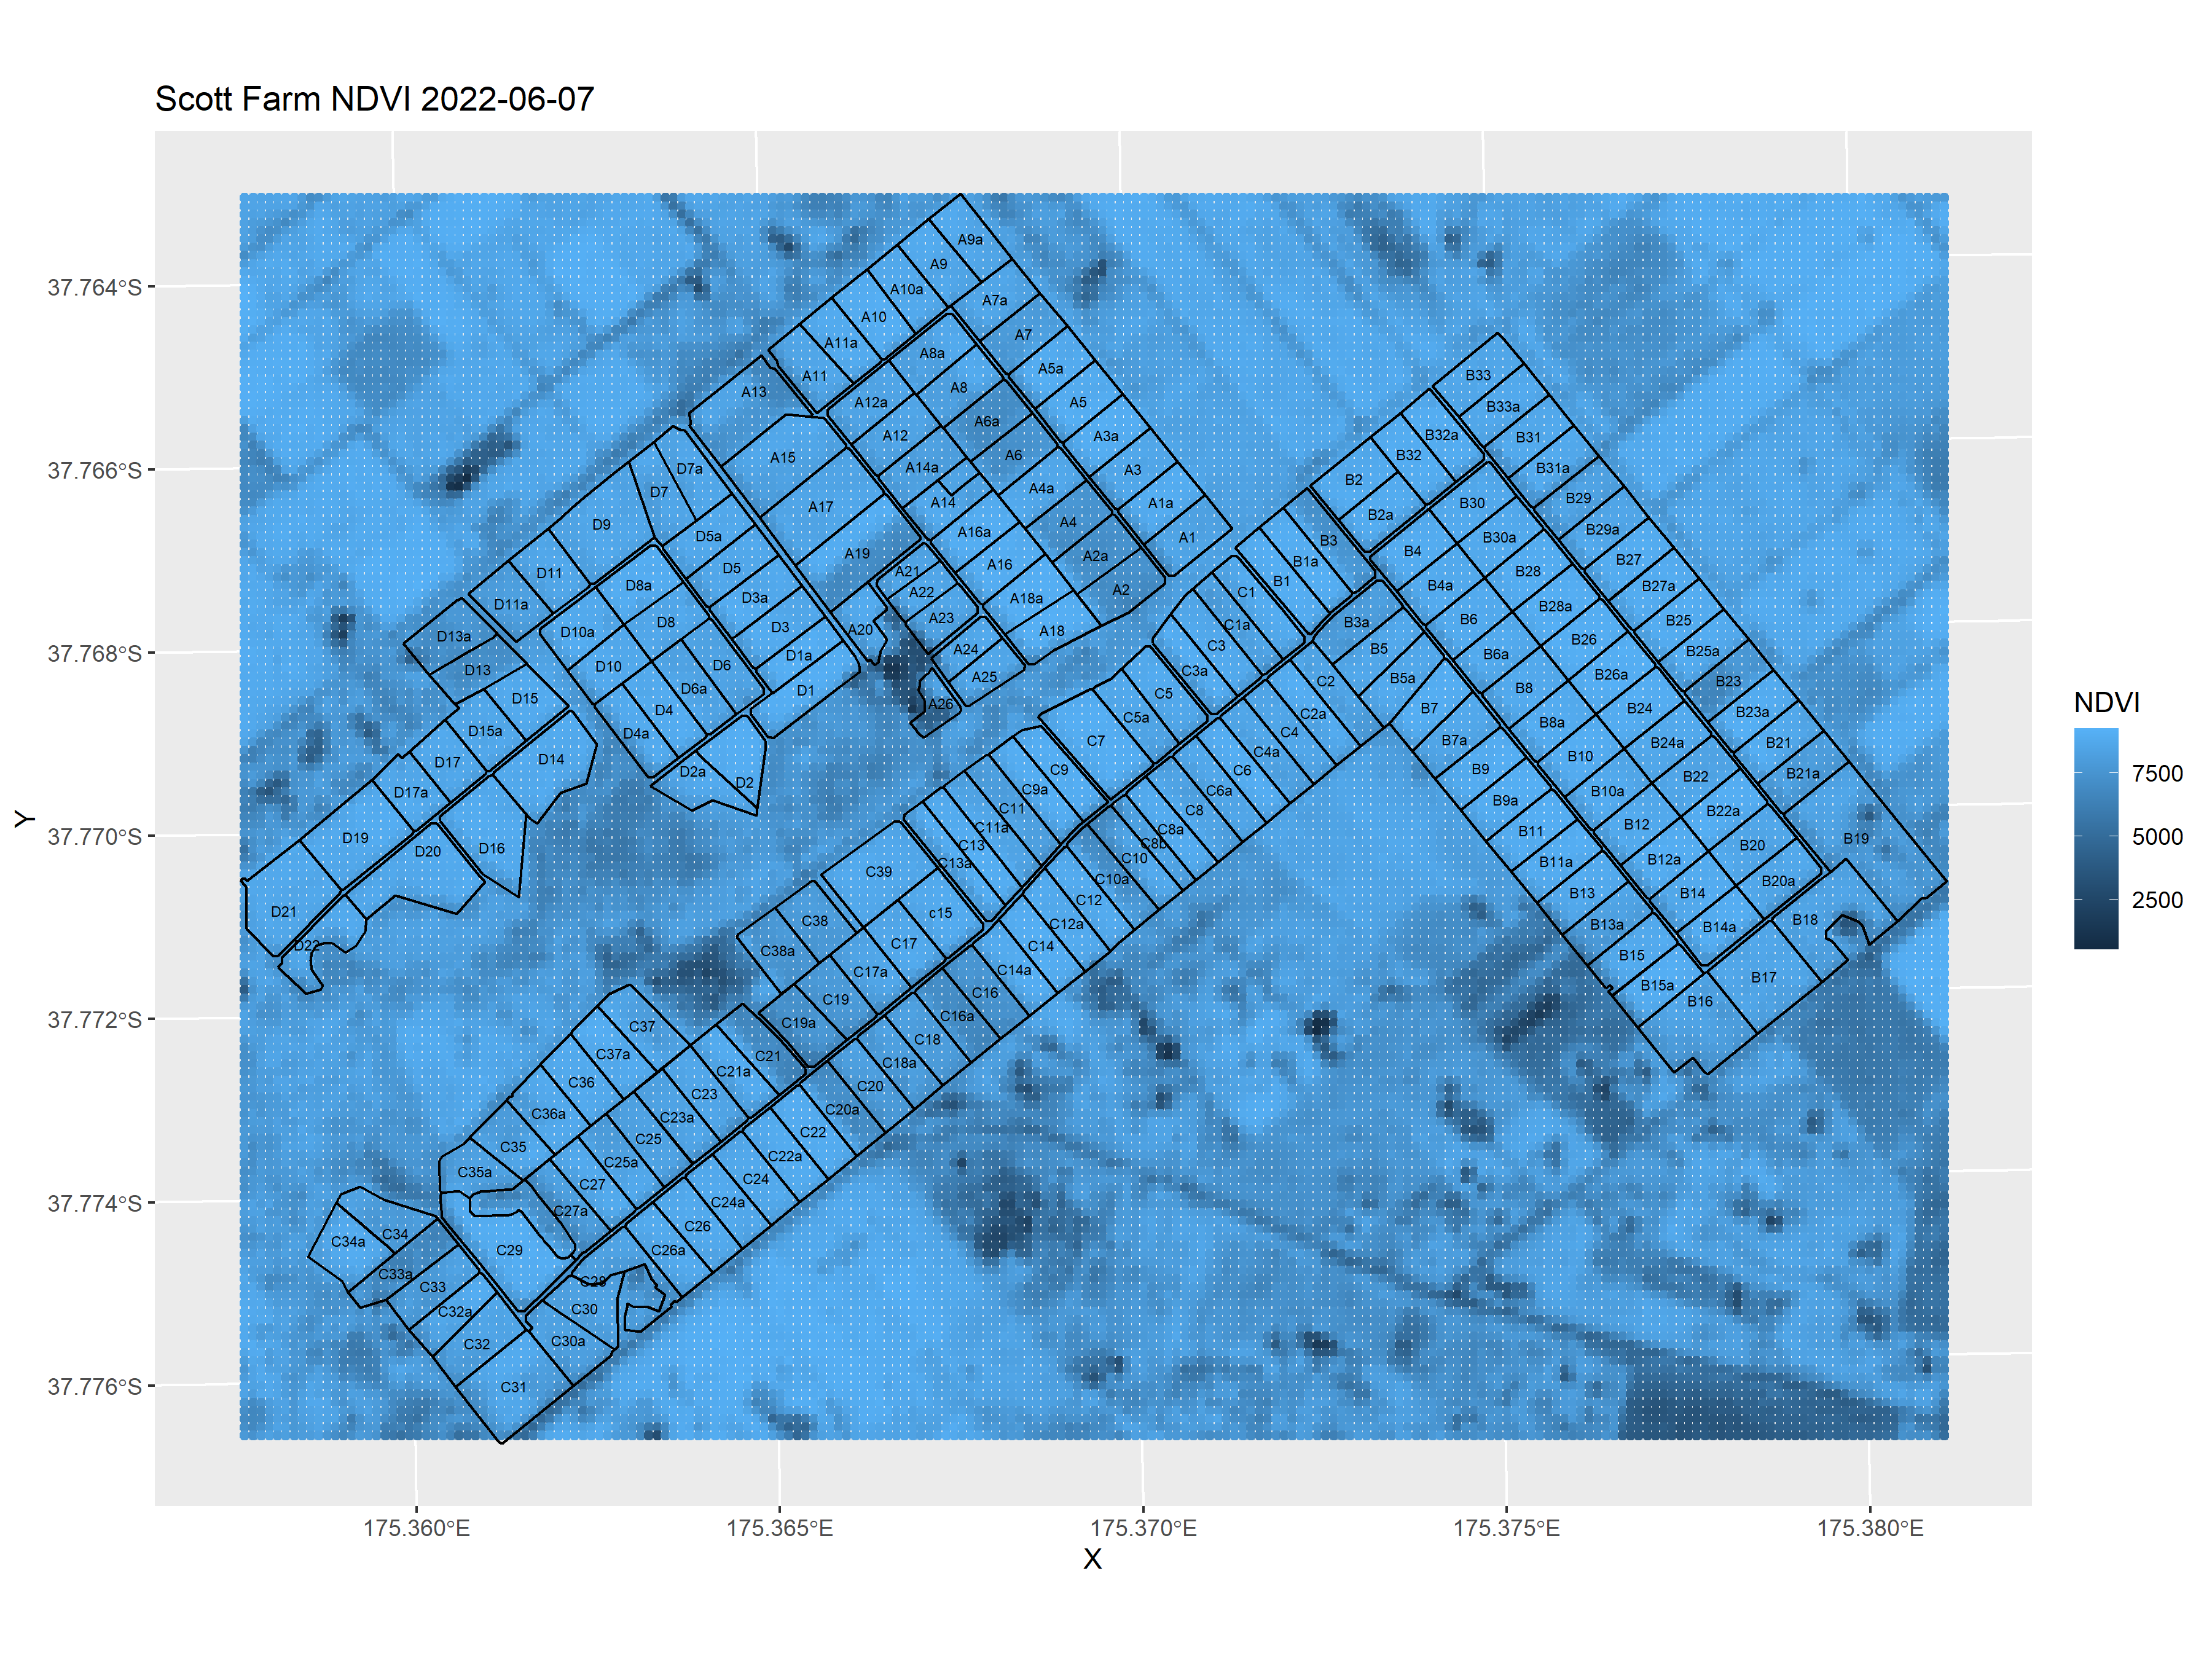 Scott Farm NDVI 2022-06-07
A9a
A9
A10a
A7a
37.764°S
A10
A7
A11a
A8a
A5a
A11
B33
A13
A8
A12a
A5
B33a
A6a
A12
A3a
B32a
B31
A6
B32
A15
D7a
A14a
A3
B31a
37.766°S
B2
D7
A4a
B29
A14
A1a
B30
A17
B2a
D9
A4
B29a
A16a
D5a
A1
B30a
B3
B4
A19
A2a
B27
B1a
A16
D5
A21
B28
D11
B1
D8a
B4a
B27a
A22
A2
C1
D3a
A18a
D11a
B28a
A23
B6
B25
D8
B3a
C1a
D3
A20
A18
D10a
D13a
B26
C3
B5
A24
D1a
B6a
B25a
37.768°S
D6
D10
C3a
D13
B26a
A25
B5a
C2
B23
D6a
D1
B8
C5
D15
A26
D4
B7
B24
C2a
B23a
C5a
B8a
D15a
D4a
C4
B7a
C7
B24a
B21
C4a
B10
D14
D17
C9
B9
C6
D2a
B21a
B22
D2
C9a
C6a
B10a
D17a
B9a
C11
C8
B22a
B12
C11a
C8a
B11
NDVI
7500
5000
2500
37.770°S
D19
B19
C13
C8b
B20
D16
D20
C10
B12a
C13a
B11a
C39
C10a
B20a
B13
B14
C12
D21
c15
C38
B18
C12a
B13a
B14a
D22
C17
C14
C38a
B15
C14a
C17a
B17
B15a
C16
C19
B16
C16a
37.772°S
C19a
C37
C18
C37a
C21
C18a
C21a
C36
C20
C23
C20a
C36a
C23a
C22
C25
C35
C22a
C25a
C35a
C24
C27
C24a
37.774°S
C27a
C26
C34
C34a
C29
C26a
C33a
C28
C33
C30
C32a
C30a
C32
C31
37.776°S
Y
175.360°E
175.365°E
175.370°E
175.375°E
175.380°E
X